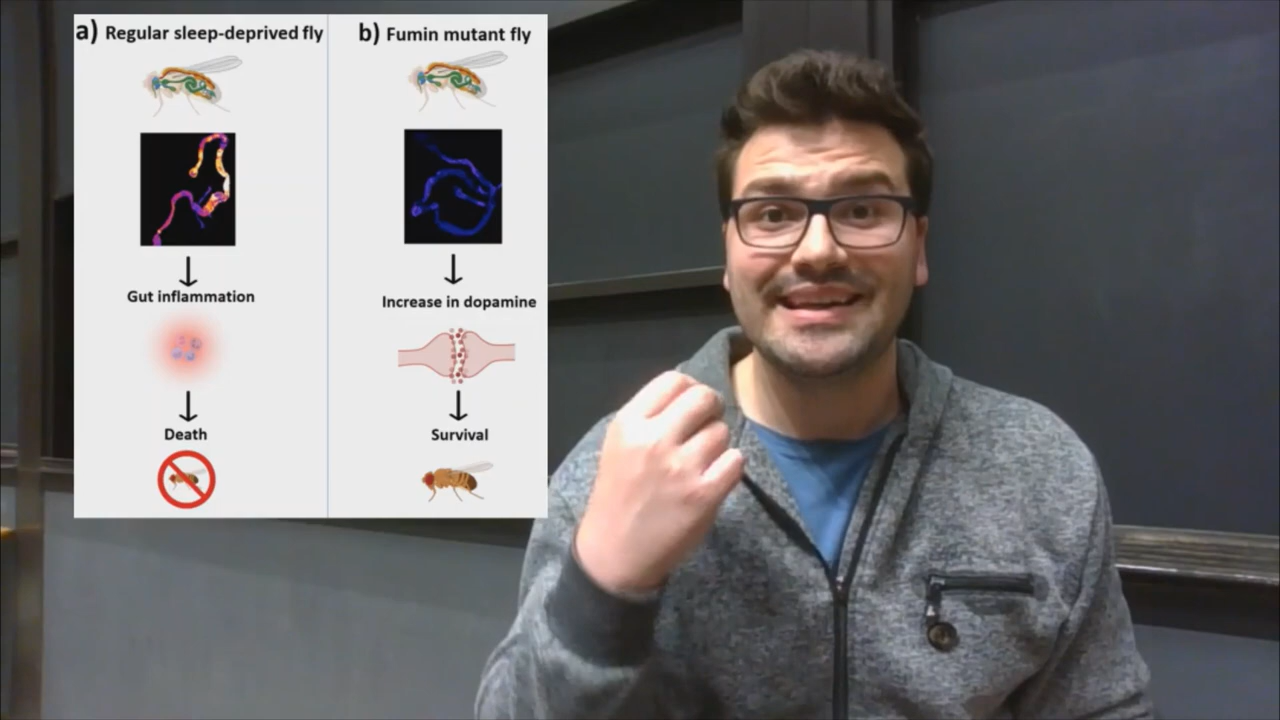 a) Regular sleep-deprived fly
Gut inflammation
Death
b) Fumin mutant fly
Increase in dopamine
Survival